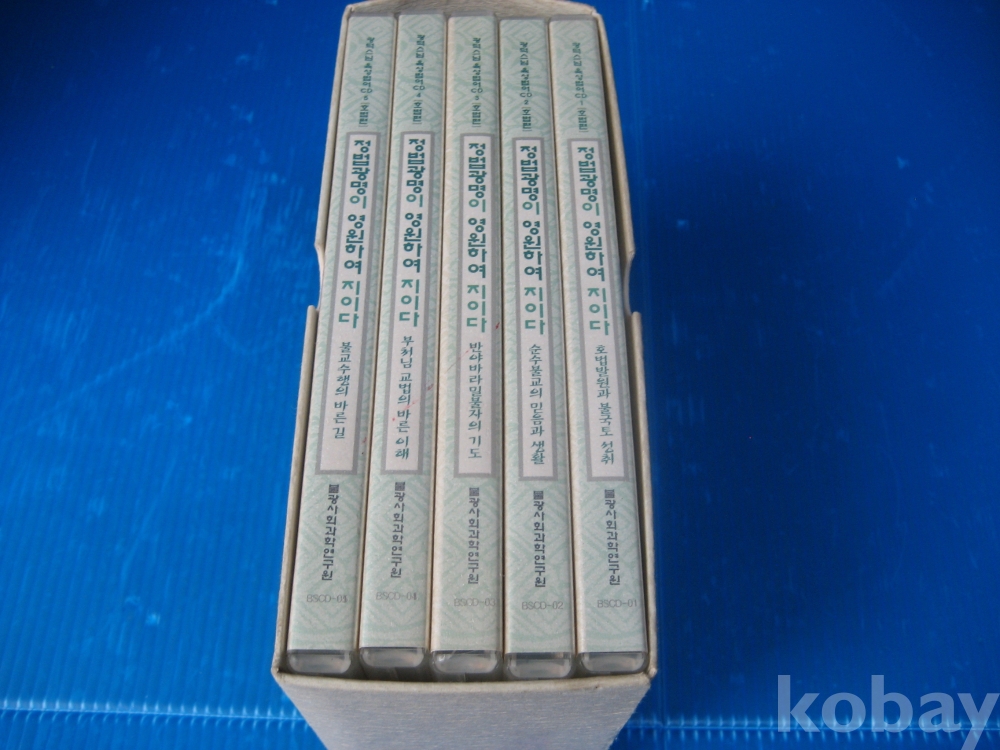 정법광명이 영원하여 지이다
불교수행의 바른 길
불광사회과학연구원
정법광명이 영원하여 지이다
부처님 교법의 바른 이해
불광사회과학연구원
BSCD-04
정법광명이 영원하여 지이다
반야바라밀불자의 기도
불광사회과학연구원
BSCD-03
정법광명이 영원하여 지이다
순수불교의 믿음과 생활
불광사회과학연구원
BSCD-02
정법광명이 영원하여 지이다
호법발원과 불국토 성취
불광사회과학연구원
BSCD-01
kobay